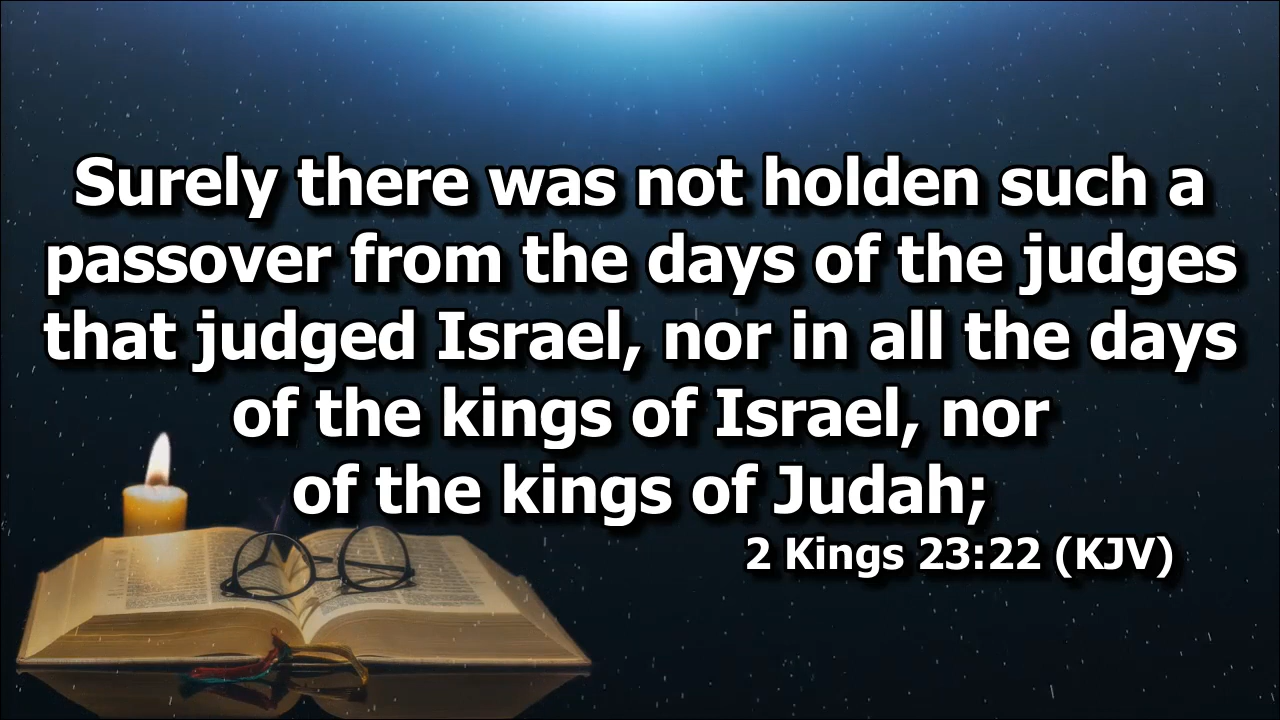 Surely there was not holden such a
passover from the days of the judges
that judged Israel, nor in all the days
of the kings of Israel, nor
of the kings of Judah;
2 Kings 23:22 (KJV)